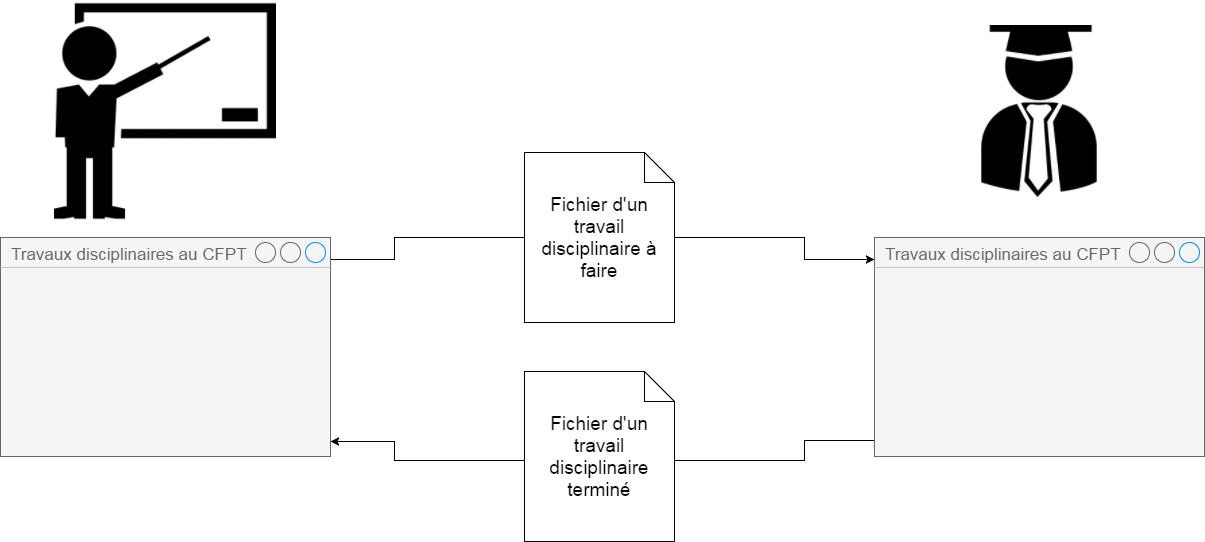 Fichier d'un
travail
disciplinaire à
faire
Travaux disciplinaires au CFPT
Travaux disciplinaires au CFPT
Fichier d'un
travail
disciplinaire
terminé